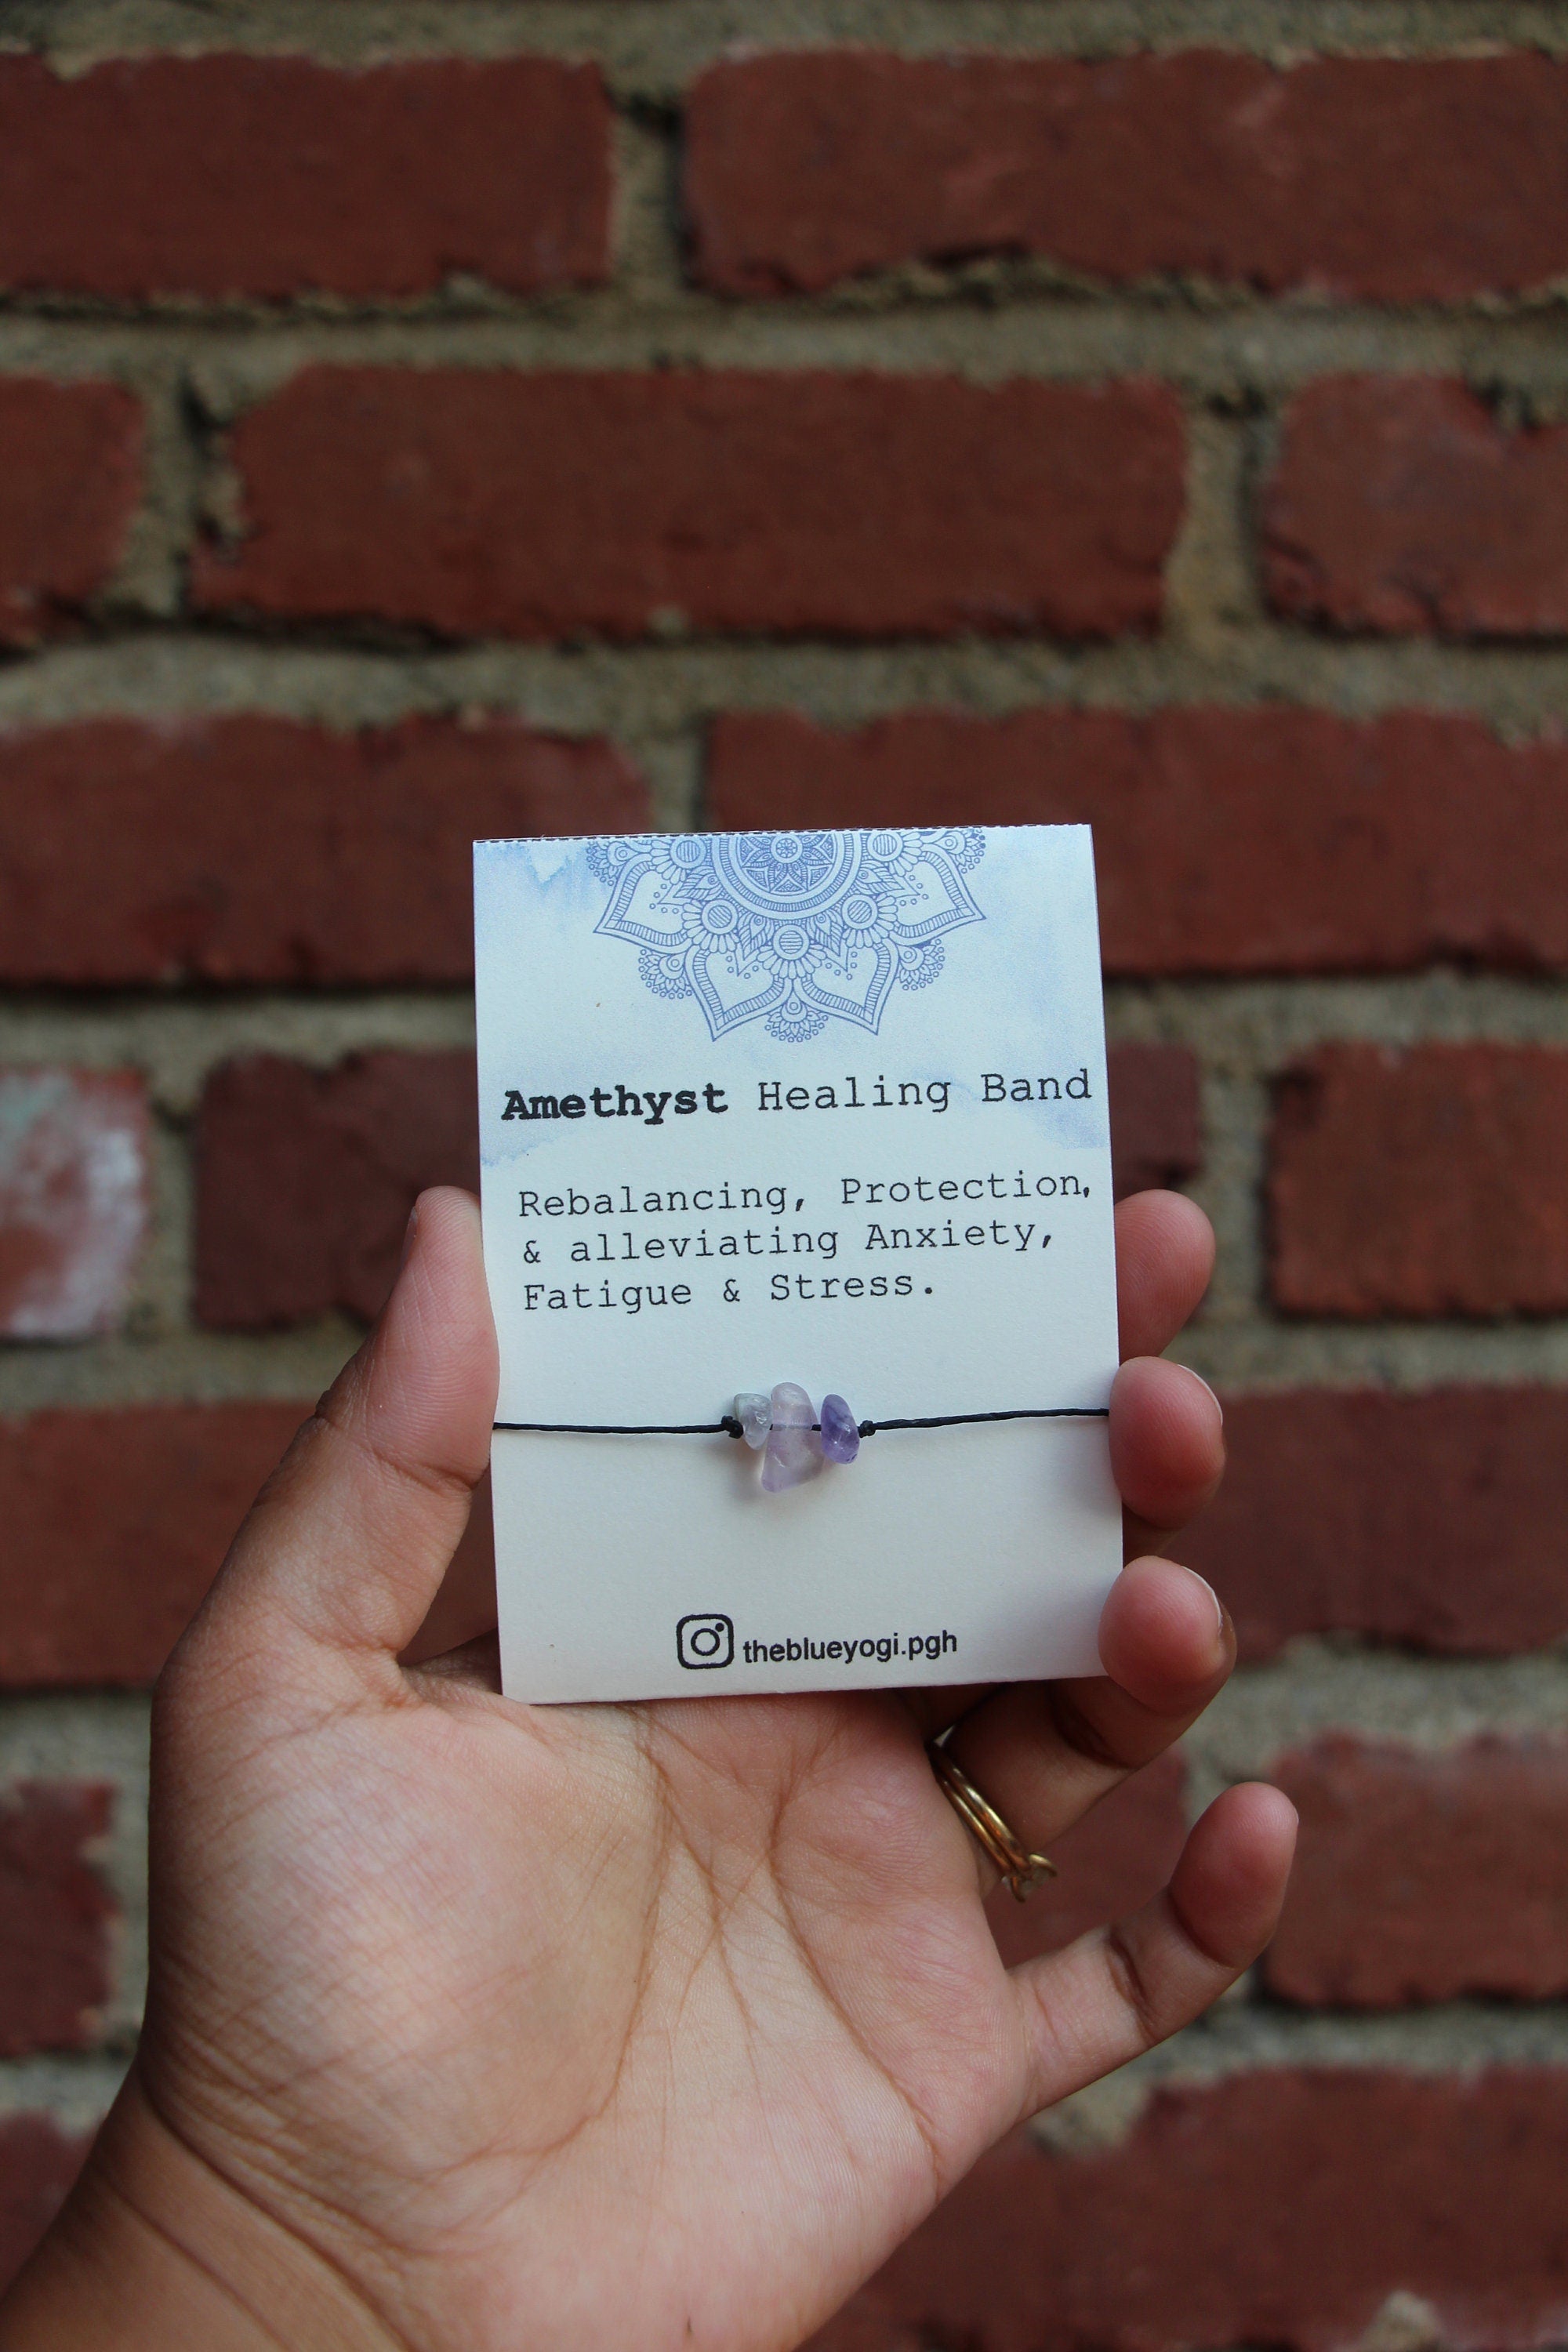 Amethyst Healing Band
Rebalancing, Protection,
& alleviating Anxiety,
Fatigue & Stress.
theblueyogi.pgh